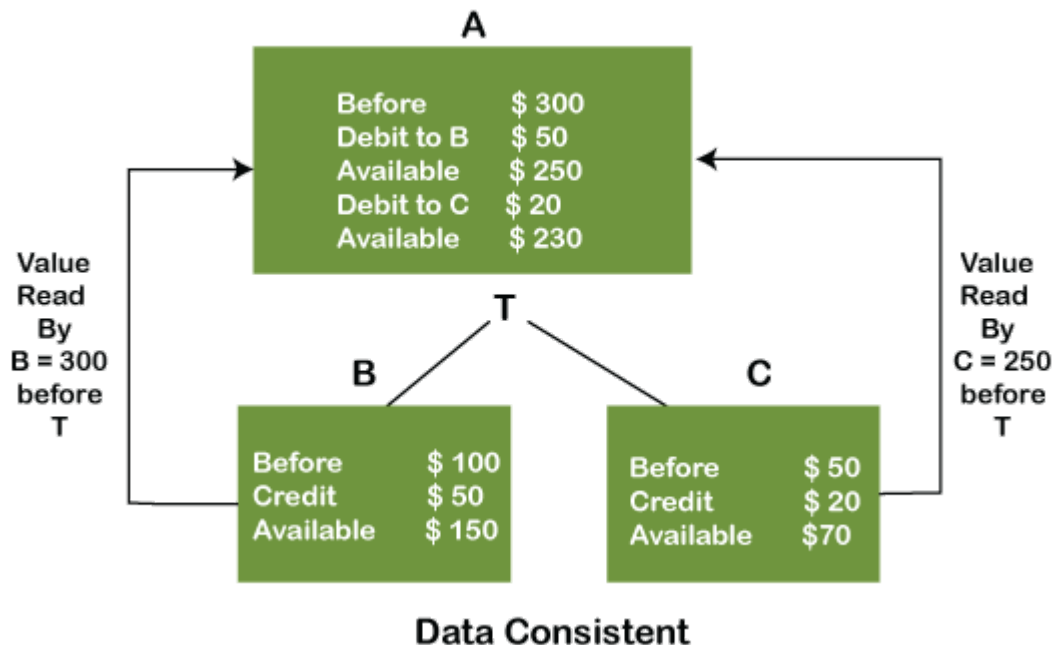 A
Before $ 300
Debit to B $ 50
Available $ 250
Debit to C $ 20
Available $ 230
Value
Read
By
B = 300
before
T
Value
Read
By
C = 250
before
T
T
B
Before $ 100
Credit $ 50
Available $ 150
C
Before $ 50
Credit $ 20
Available $70
Data Consistent